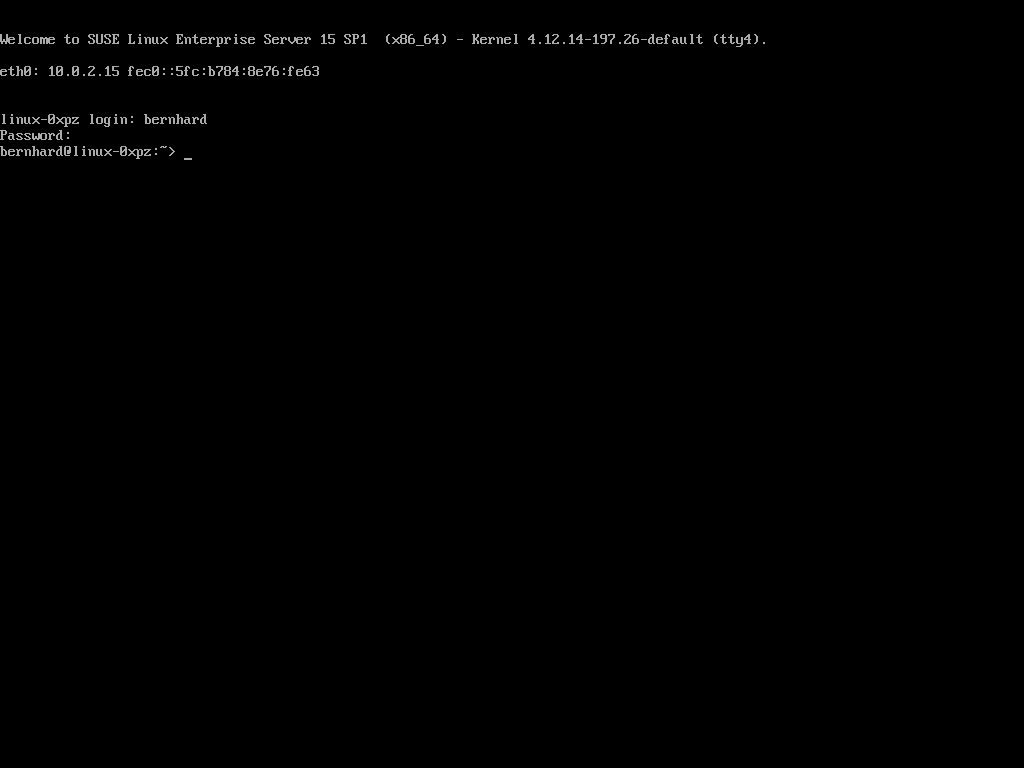 Welcome to SUSE Linux Enterprise Server 15 SP1  (x86_64) - Kernel 4.12.14-197.26-default (tty4).
eth0: 10.0.2.15 fec0::5fc:b784:8e76:fe63
linux-0xpz login: bernhard
Password:
bernhard@linux-0xpz:~> _